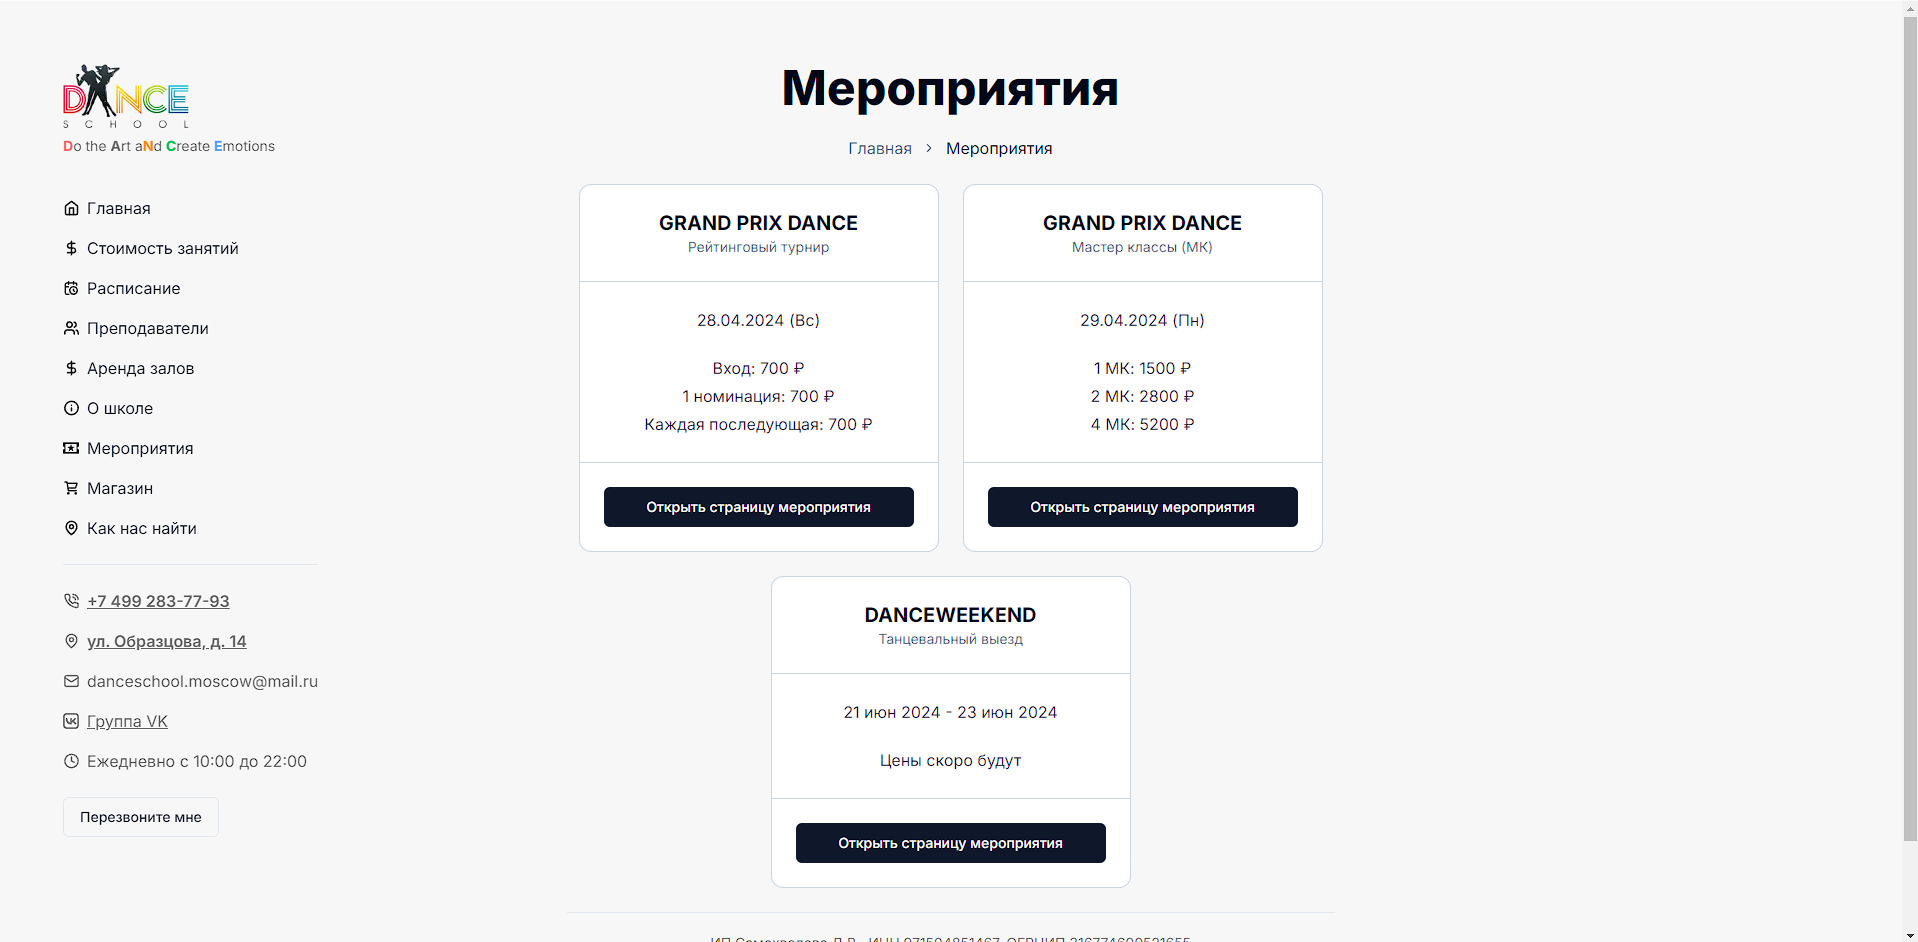 DANCE
SCHOOL
Do the Art aNd Create Emotions
Главная
Стоимость занятий
Расписание
Преподаватели
Аренда залов
О школе
Мероприятия
Магазин
Как нас найти
+7 499 283-77-93
ул. Образцова, д. 14
danceschool.moscow@mail.ru
Группа VK
Ежедневно с 10:00 до 22:00
Перезвоните мне
Мероприятия
Главная > Мероприятия
GRAND PRIX DANCE
Рейтинговый турнир
28.04.2024 (Вс)
Вход: 700 ₽
1 номинация: 700 ₽
Каждая последующая: 700 ₽
Открыть страницу мероприятия
GRAND PRIX DANCE
Мастер классы (МК)
29.04.2024 (Пн)
1 МК: 1500 ₽
2 МК: 2800 ₽
4 МК: 5200 ₽
Открыть страницу мероприятия
DANCEWEEKEND
Танцевальный выезд
21 июн 2024 - 23 июн 2024
Цены скоро будут
Открыть страницу мероприятия